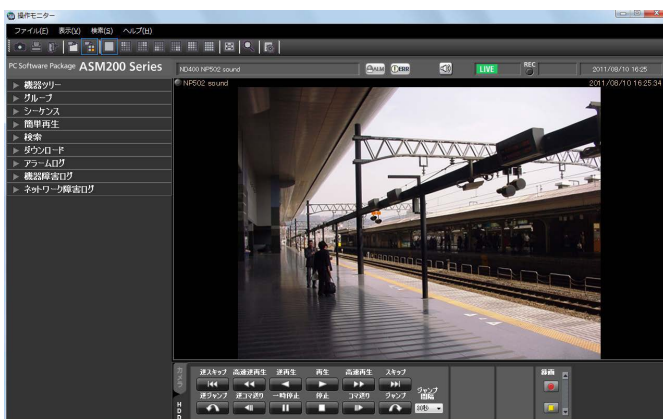 操作モニター
ファイル(F) 表示(V) 検索(S) ヘルプ(H)
PC Software Package ASM200 Series
ND400 NP502 sound
ALM
ERR
LIVE
REC
2011/08/10 16:25
NP502 sound
2011/08/10 16:25:34
機器ツリー
グループ
シーケンス
簡単再生
検索
ダウンロード
アラームログ
機器障害ログ
ネットワーク障害ログ
逆スキップ 高速逆再生 逆再生 再生 高速再生 スキップ
逆ジャンプ 逆コマ送り 一時停止 停止 コマ送り ジャンプ
ジャンプ
間隔
30秒
録画
HDD